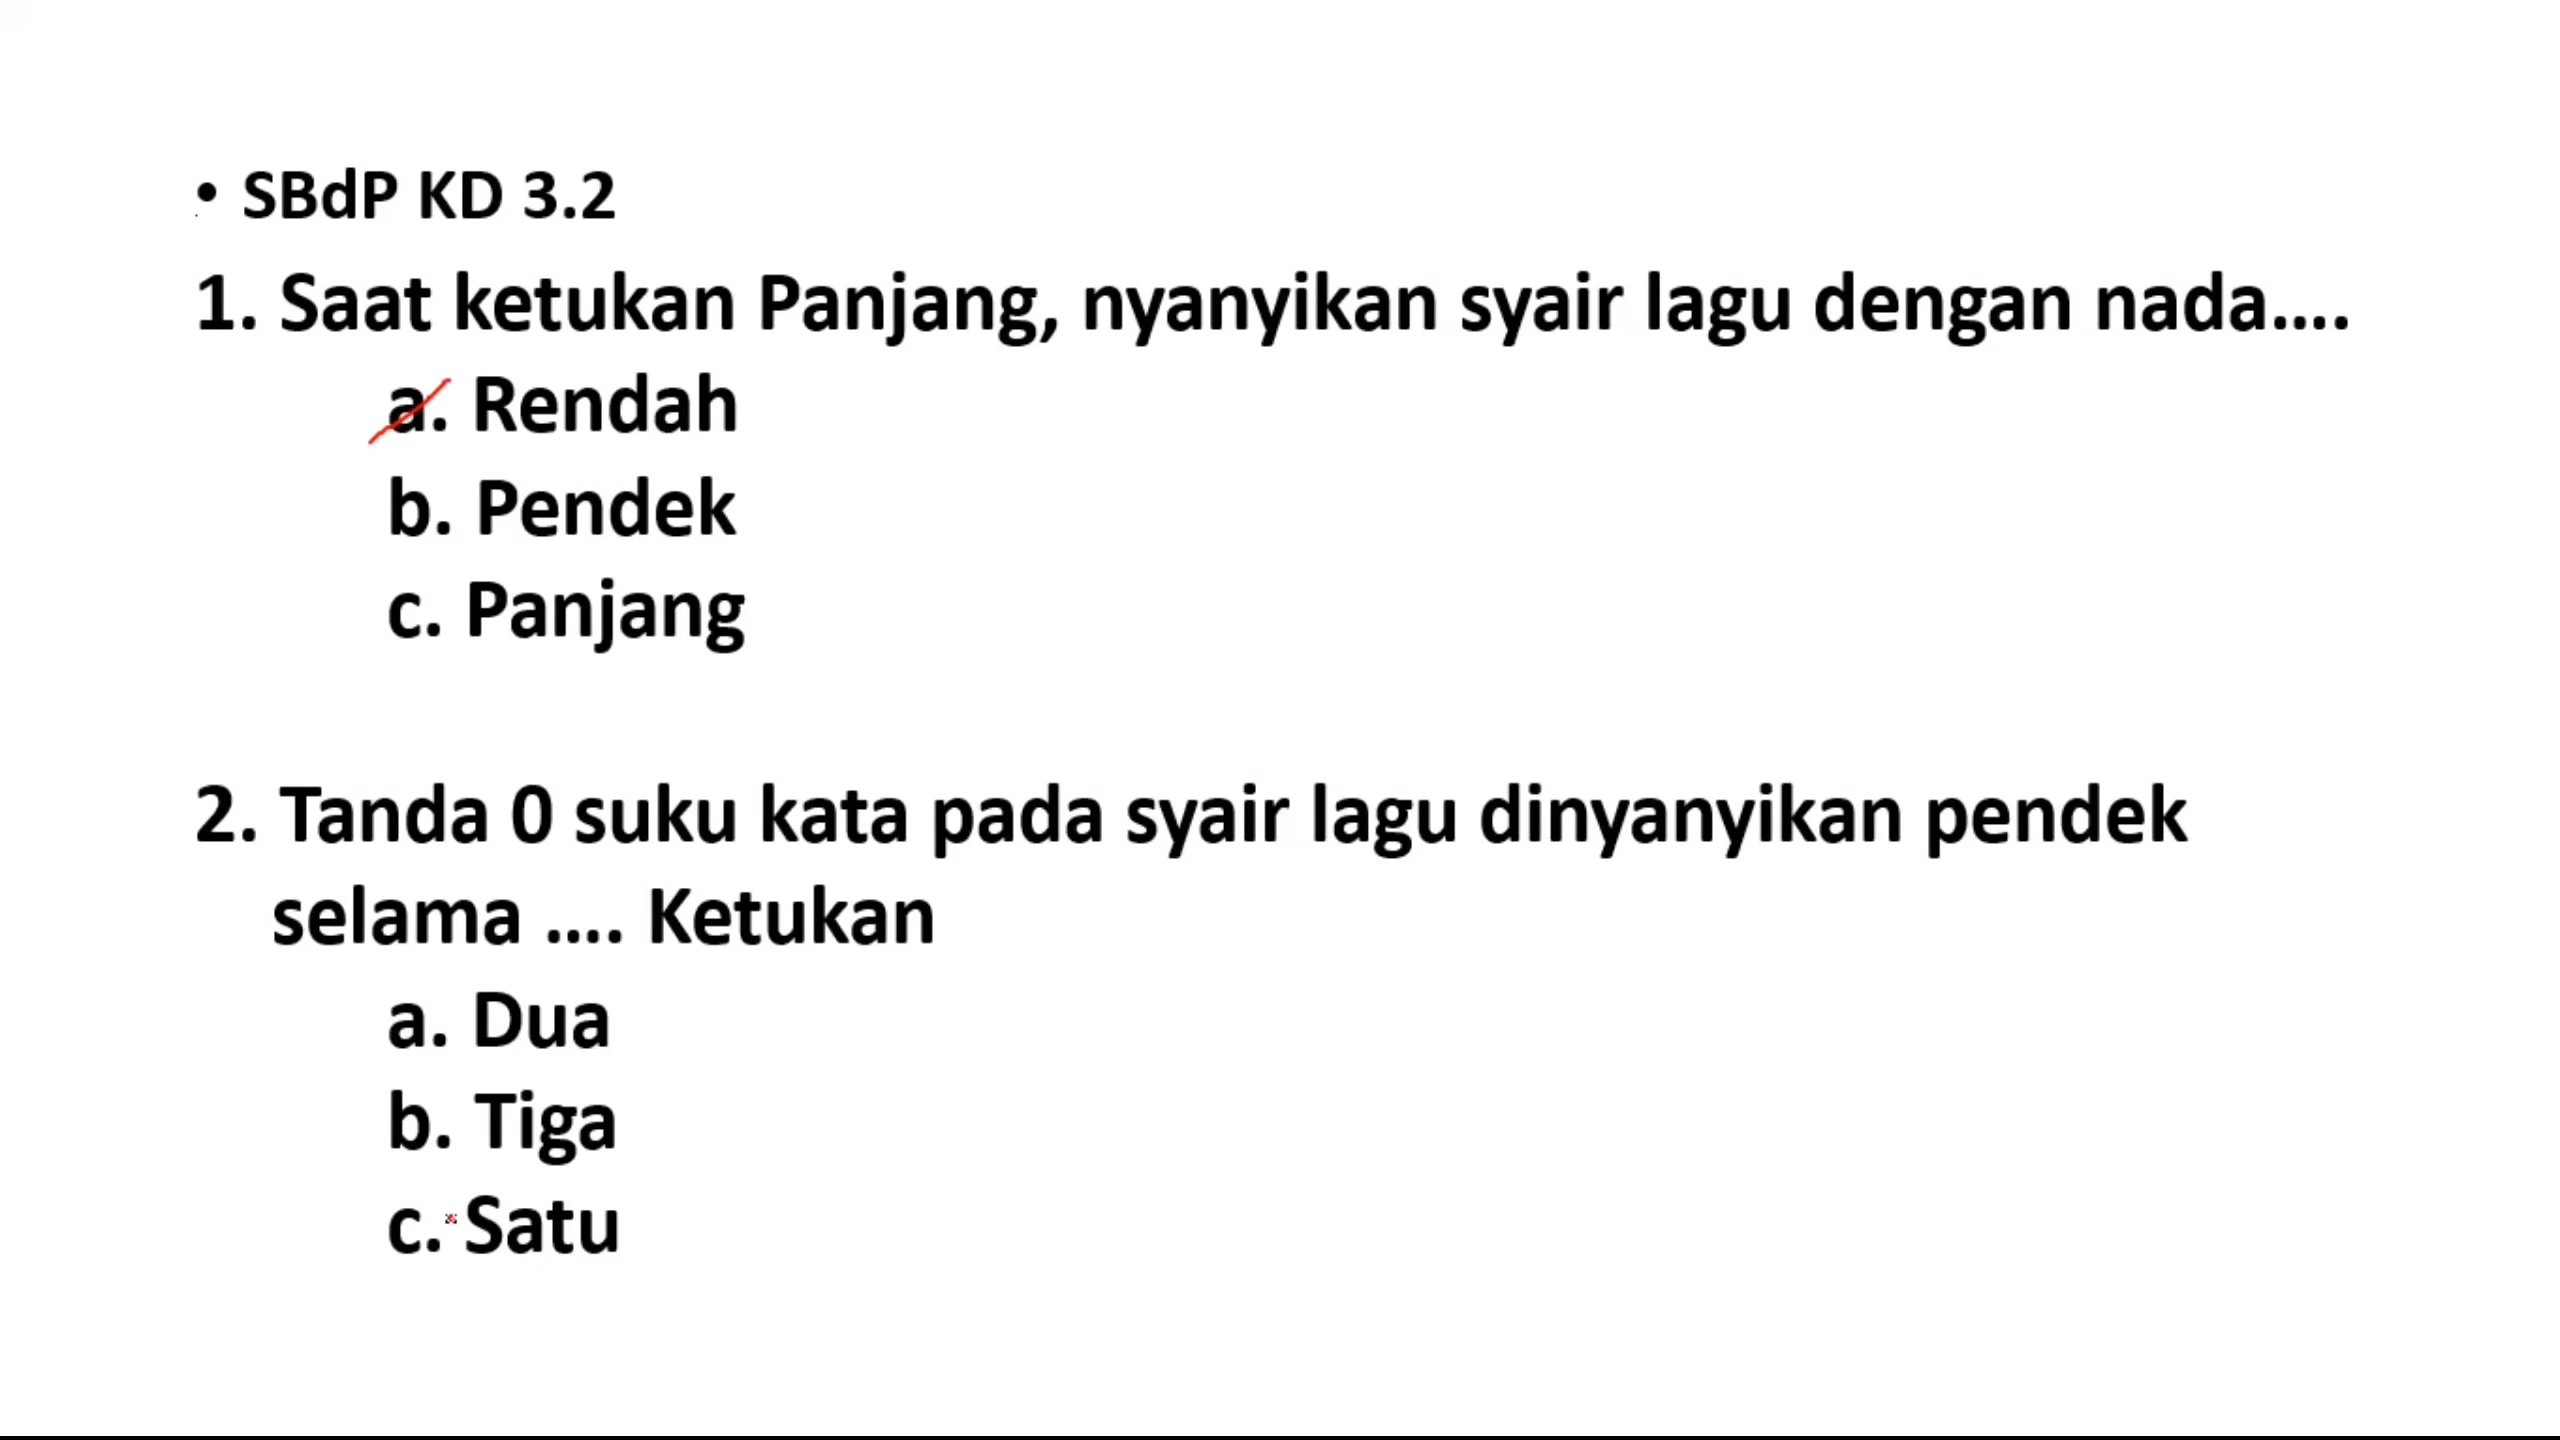 • SBdP KD 3.2
1. Saat ketukan Panjang, nyanyikan syair lagu dengan nada....
a. Rendah
b. Pendek
c. Panjang
2. Tanda 0 suku kata pada syair lagu dinyanyikan pendek
selama .... Ketukan
a. Dua
b. Tiga
c. Satu